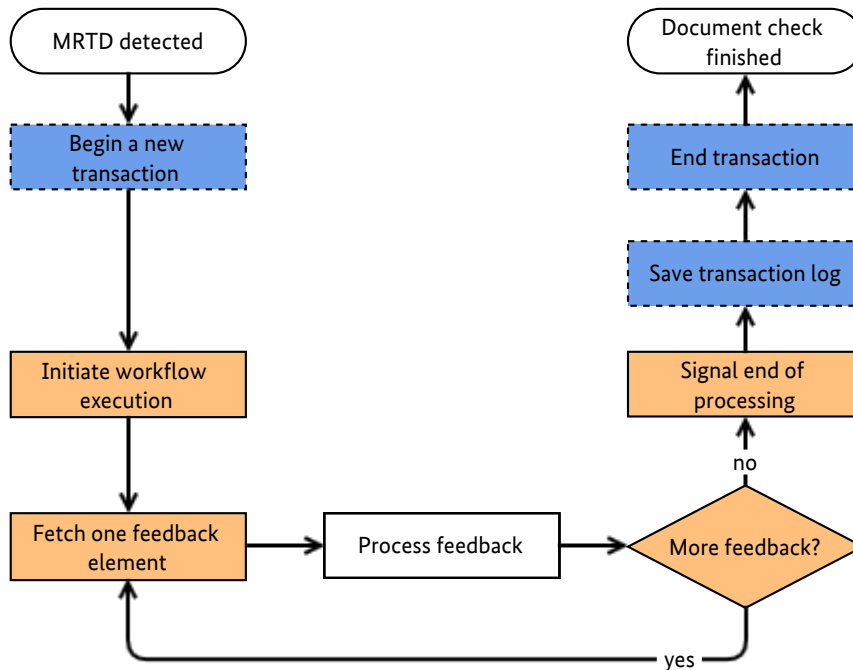 MRTD detected
Begin a new
transaction
Initiate workflow
execution
Fetch one feedback
element
Process feedback
More feedback?
yes
no
Signal end of
processing
Save transaction log
End transaction
Document check
finished